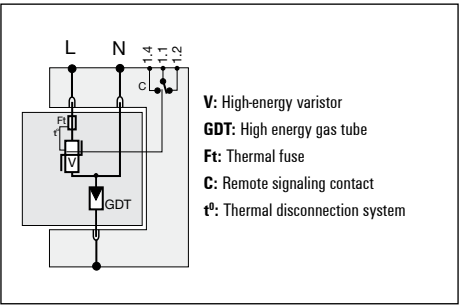 L N 1.4 1.1 1.2
C
Ft
t°
V
GDT
V: High-energy varistor
GDT: High energy gas tube
Ft: Thermal fuse
C: Remote signaling contact
t⁰: Thermal disconnection system